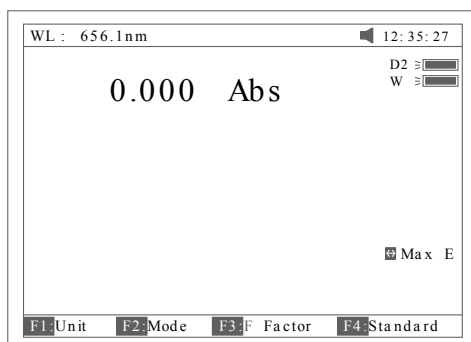 WL: 656.1nm 12:35:27
D2
W
0.000 Abs
Max E
F1:Unit F2:Mode F3:F Factor F4:Standard